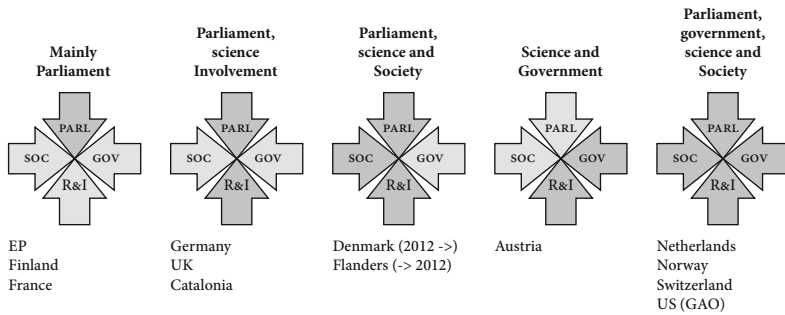 Mainly
Parliament
PARL
SOC
GOV
R&I
EP
Finland
France
Parliament,
science
Involvement
PARL
SOC
GOV
R&I
Germany
UK
Catalonia
Parliament,
science and
Society
PARL
SOC
GOV
R&I
Denmark (2012 ->)
Flanders (-> 2012)
Science and
Government
PARL
SOC
GOV
R&I
Austria
Parliament,
government,
science and
Society
PARL
SOC
GOV
R&I
Netherlands
Norway
Switzerland
US (GAO)